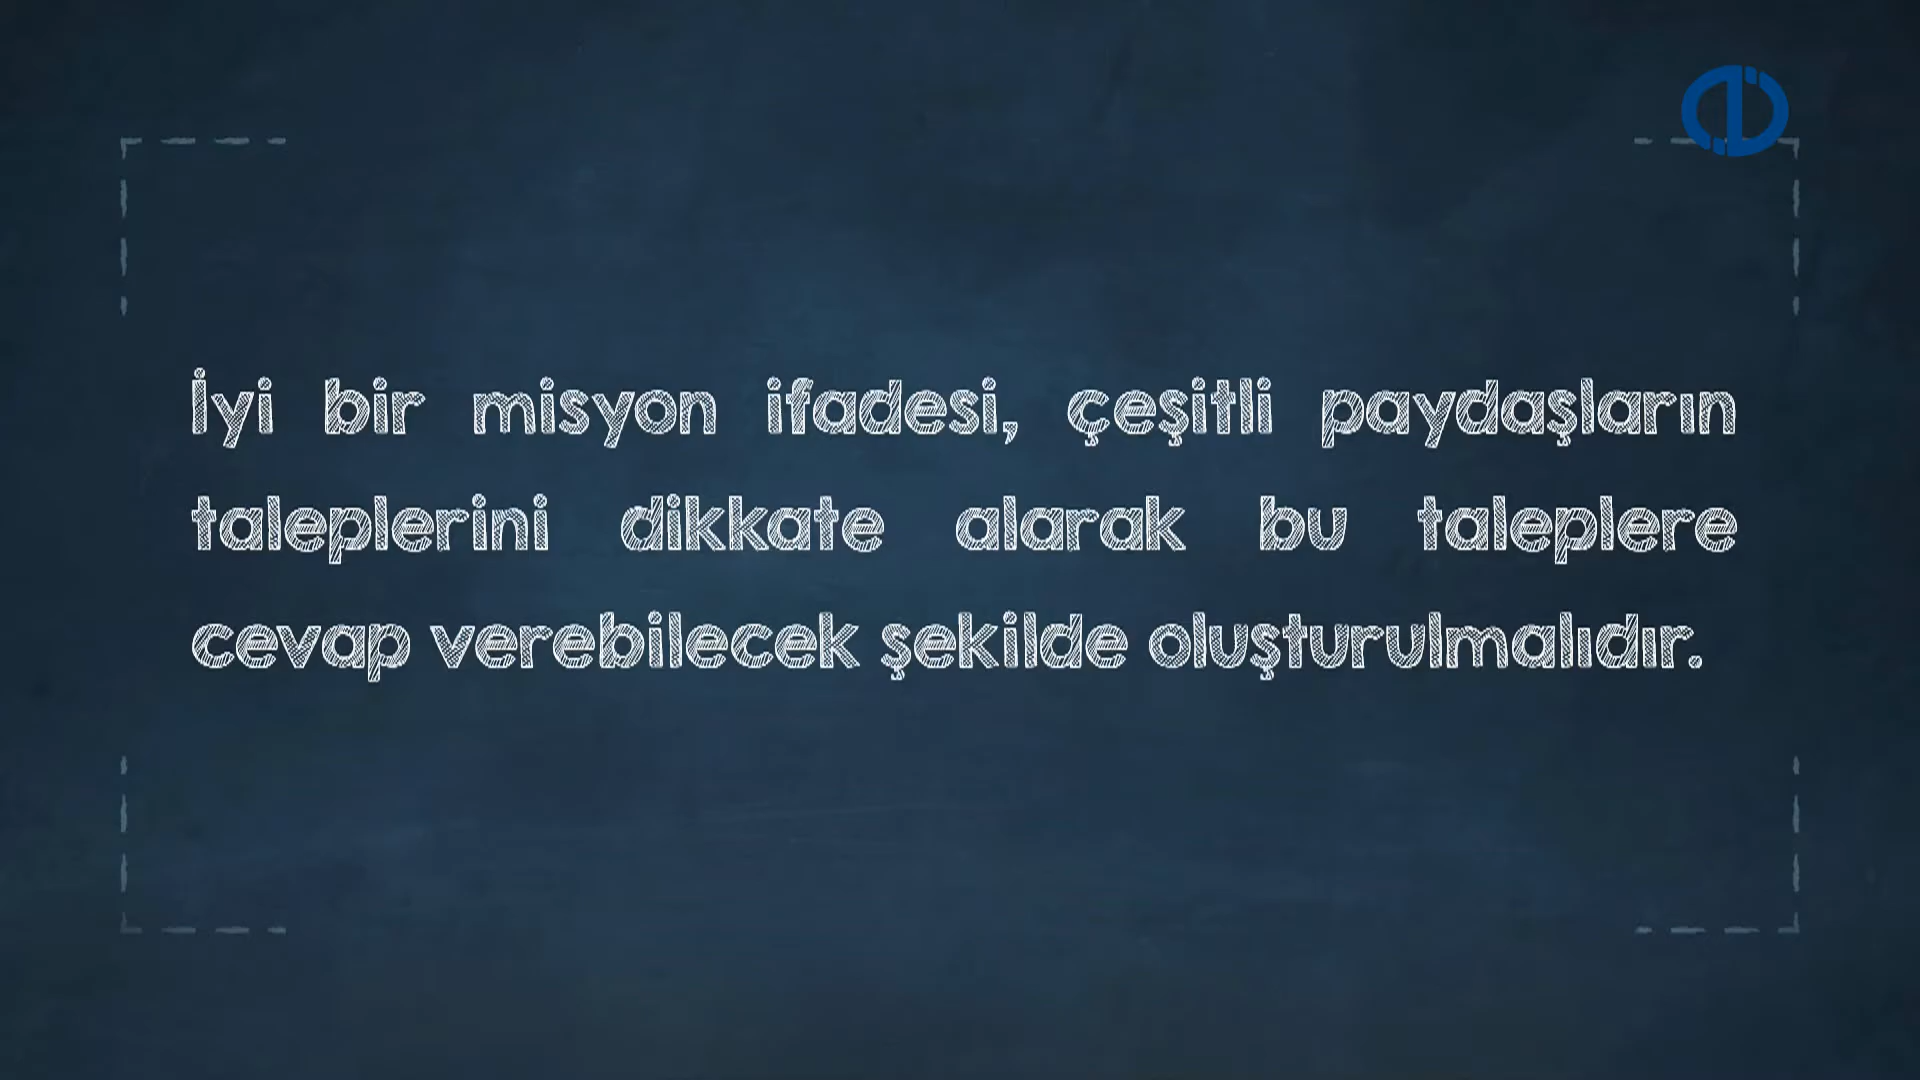 İyi bir misyon ifadesi, çeşitli paydaşların
taleplerini dikkate alarak bu taleplere
cevap verebilecek şekilde oluşturulmalıdır.